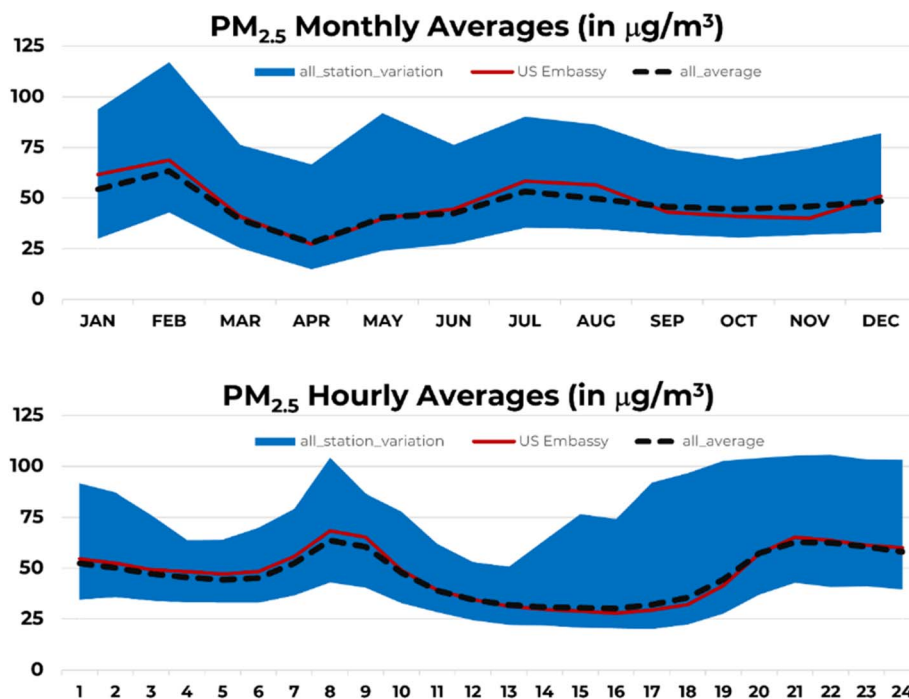 PM₂.₅ Monthly Averages (in μg/m³)
125
all_station_variation US Embassy all_average
100
75
50
25
0
JAN FEB MAR APR MAY JUN JUL AUG SEP OCT NOV DEC
PM₂.₅ Hourly Averages (in μg/m³)
125
all_station_variation US Embassy all_average
100
75
50
25
0
1 2 3 4 5 6 7 8 9 10 11 12 13 14 15 16 17 18 19 20 21 22 23 24